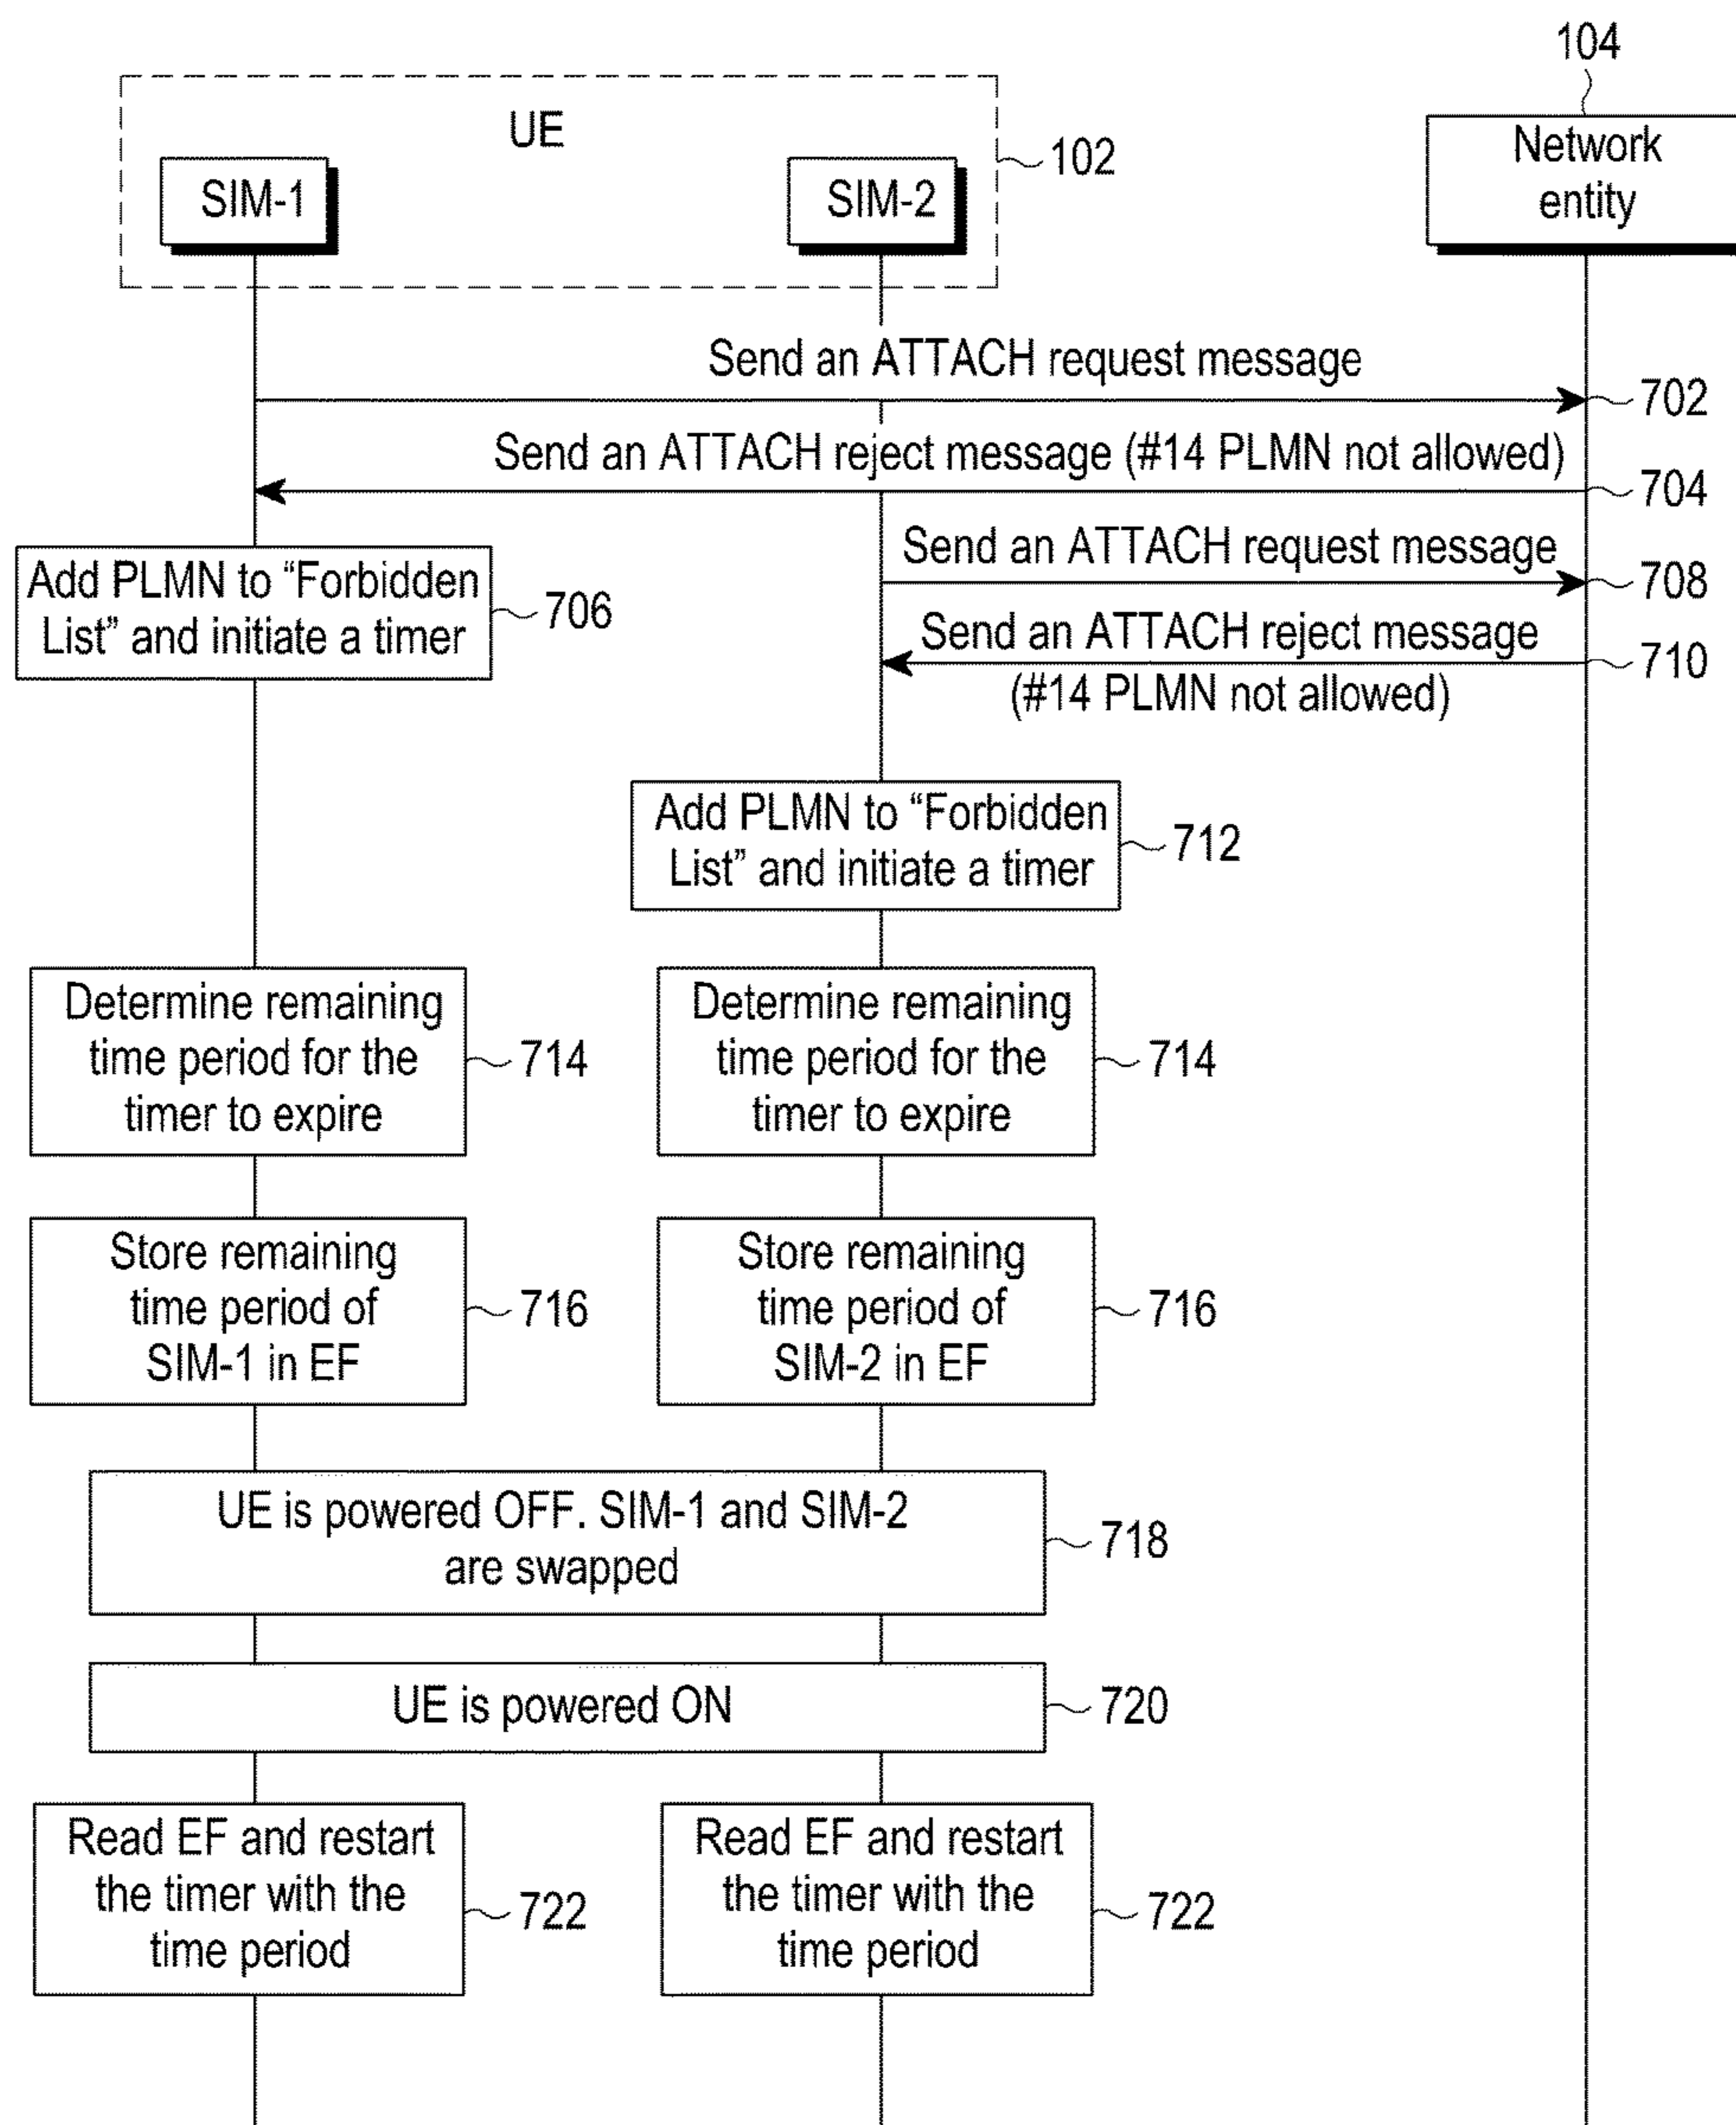 104
UE
102
Network
entity
SIM-1
SIM-2
Send an ATTACH request message
702
Send an ATTACH reject message (#14 PLMN not allowed)
704
Send an ATTACH request message
708
Add PLMN to “Forbidden
List” and initiate a timer
706
Send an ATTACH reject message
710
(#14 PLMN not allowed)
Add PLMN to “Forbidden
List” and initiate a timer
712
Determine remaining
time period for the
timer to expire
714
Determine remaining
time period for the
timer to expire
714
Store remaining
time period of
SIM-1 in EF
716
Store remaining
time period of
SIM-2 in EF
716
UE is powered OFF. SIM-1 and SIM-2
are swapped
718
UE is powered ON
720
Read EF and restart
the timer with the
time period
722
Read EF and restart
the timer with the
time period
722